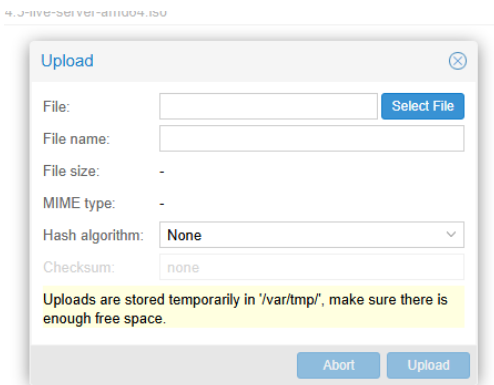 4.5-live-server-amd64.iso
Upload
File:
Select File
File name:
File size: -
MIME type: -
Hash algorithm: None
Checksum: none
Uploads are stored temporarily in '/var/tmp/', make sure there is
enough free space.
Abort Upload